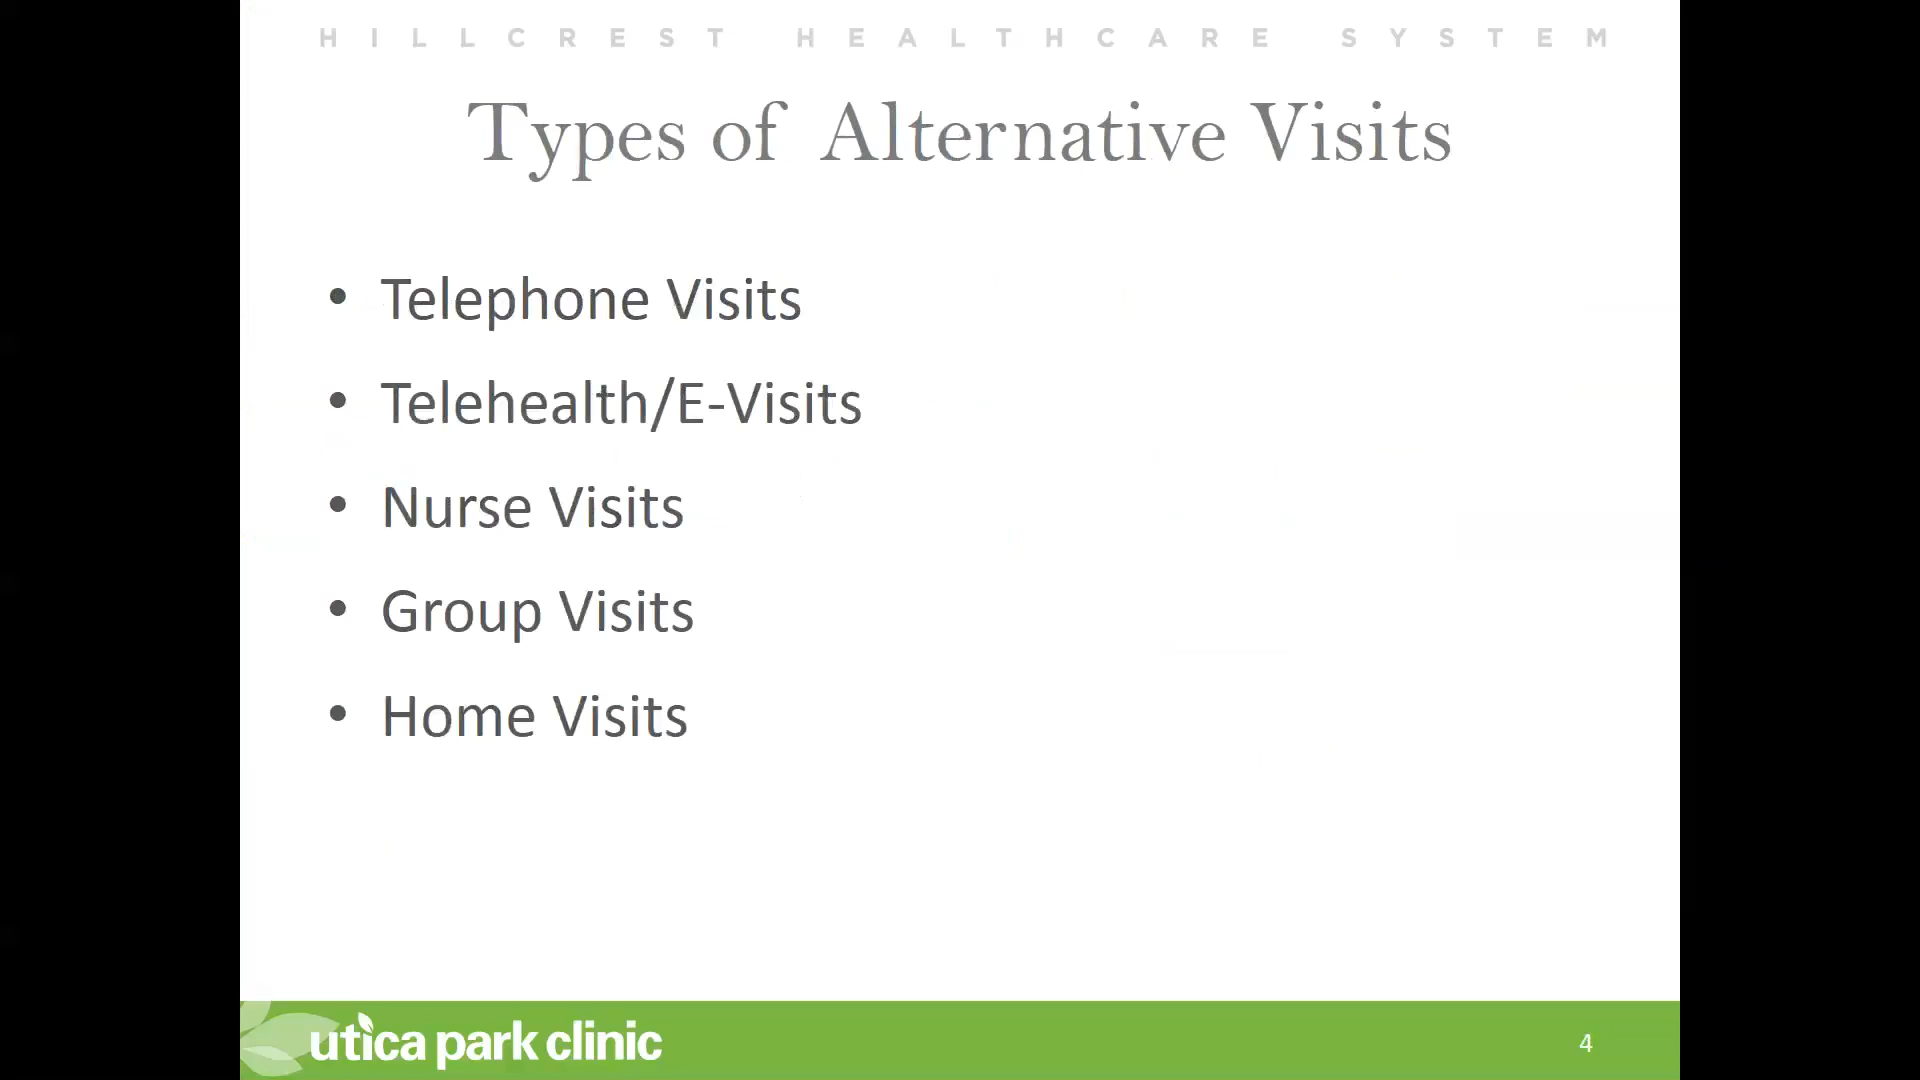 HILLCREST HEALTHCARE SYSTEM
Types of Alternative Visits
• Telephone Visits
• Telehealth/E-Visits
• Nurse Visits
• Group Visits
• Home Visits
utica park clinic
4